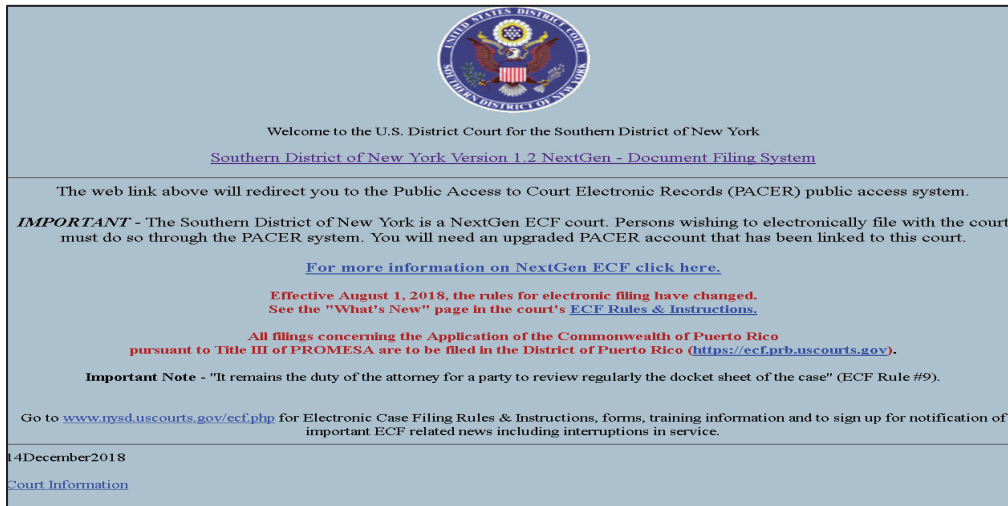 UNITED STATES DISTRICT COURT
SOUTHERN DISTRICT OF NEW YORK
Welcome to the U.S. District Court for the Southern District of New York
Southern District of New York Version 1.2 NextGen - Document Filing System
The web link above will redirect you to the Public Access to Court Electronic Records (PACER) public access system.
IMPORTANT - The Southern District of New York is a NextGen ECF court. Persons wishing to electronically file with the court
must do so through the PACER system. You will need an upgraded PACER account that has been linked to this court.
For more information on NextGen ECF click here.
Effective August 1, 2018, the rules for electronic filing have changed.
See the "What's New" page in the court's ECF Rules & Instructions.
All filings concerning the Application of the Commonwealth of Puerto Rico
pursuant to Title III of PROMESA are to be filed in the District of Puerto Rico (https://ecf.prb.uscourts.gov).
Important Note - "It remains the duty of the attorney for a party to review regularly the docket sheet of the case" (ECF Rule #9).
Go to www.nysd.uscourts.gov/ecf.php for Electronic Case Filing Rules & Instructions, forms, training information and to sign up for notification of
important ECF related news including interruptions in service.
14December2018
Court Information